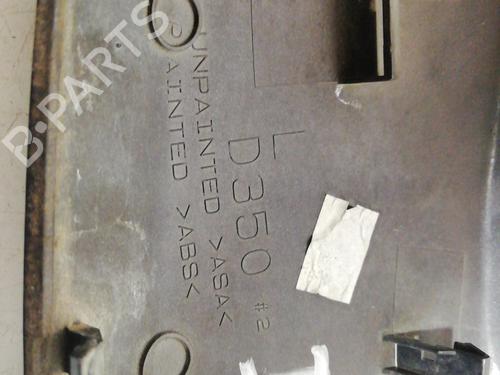 B-PARTS
L
D350 #2
UNPAINTED >ASA<
AINTED >ABS<